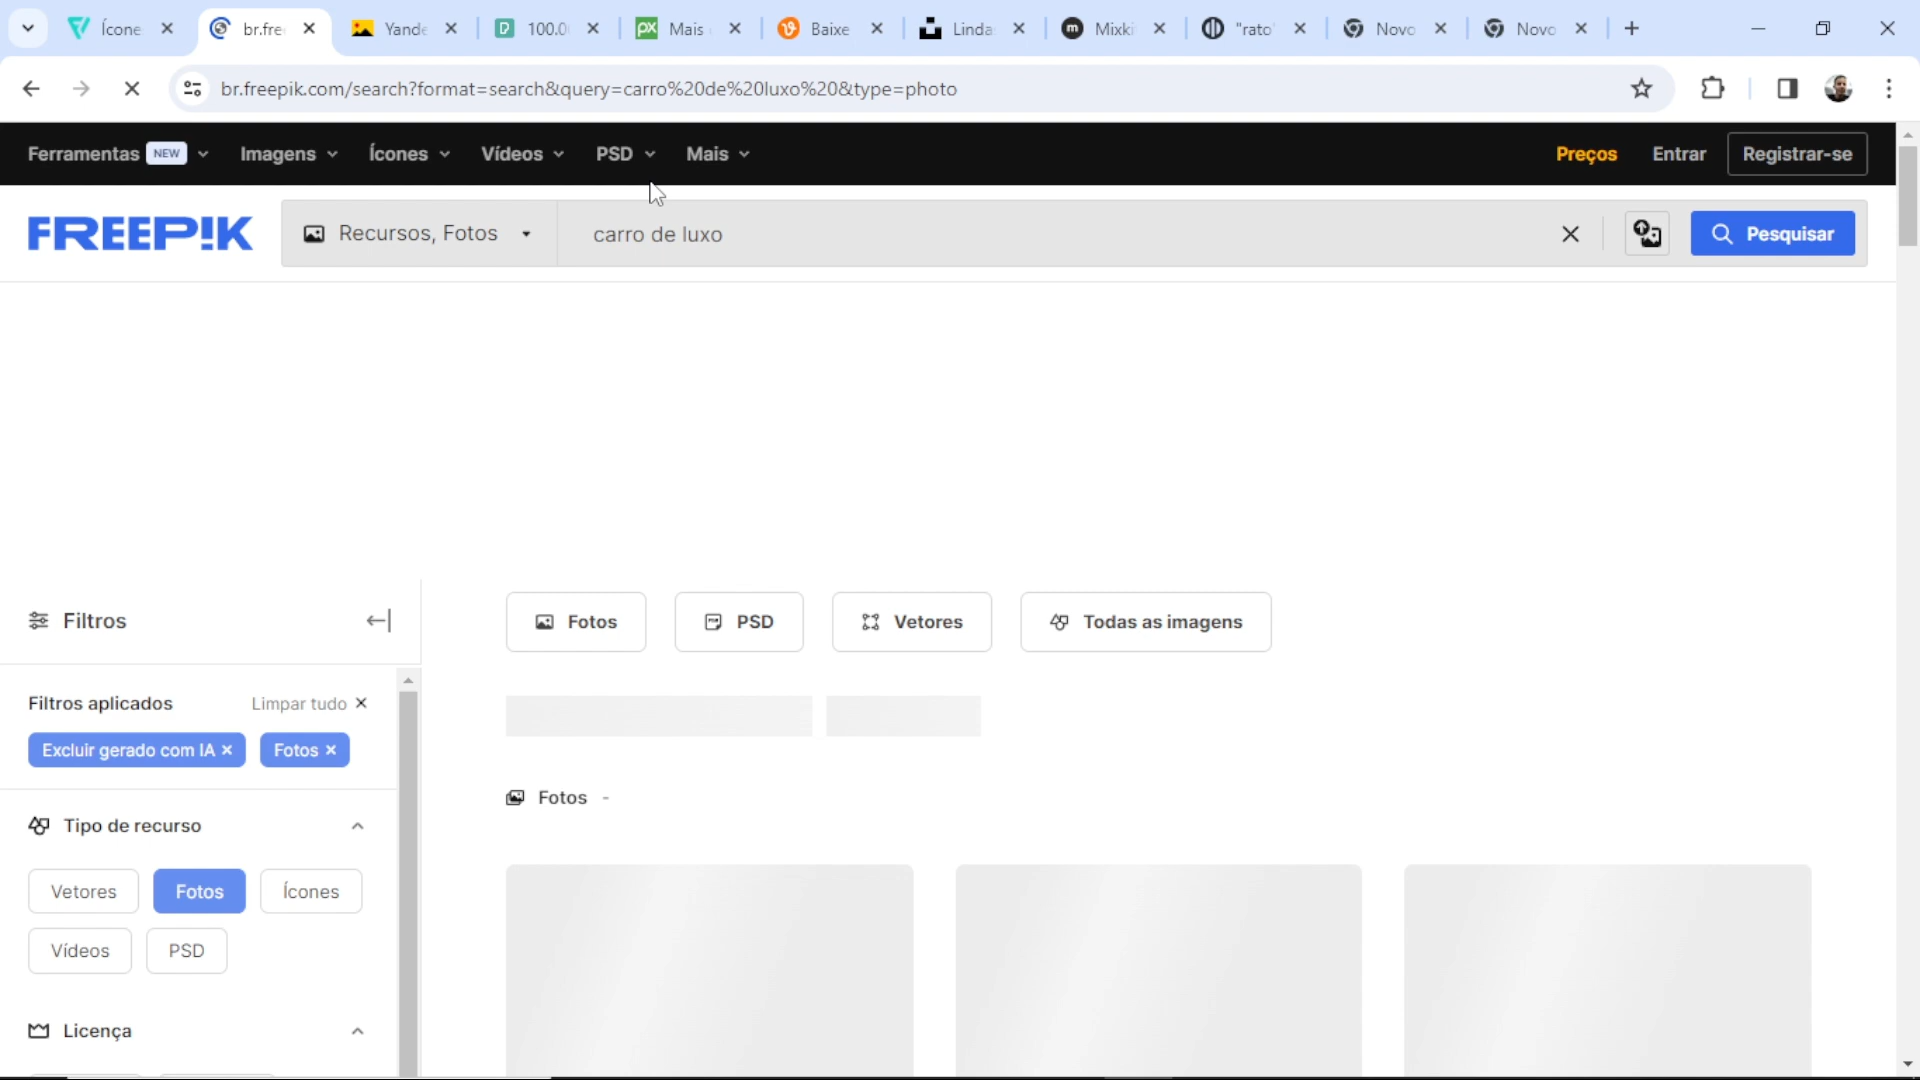 Ícone
br.fre
Yande
100.0
Mais
Baixe
Linda
Mixki
"rato"
Novo
Novo
br.freepik.com/search?format=search&query=carro%20de%20luxo%20&type=photo
Ferramentas NEW Imagens Ícones Vídeos PSD Mais Preços Entrar Registrar-se
FREEP!K Recursos, Fotos carro de luxo Pesquisar
Filtros
Fotos PSD Vetores Todas as imagens
Filtros aplicados Limpar tudo ×
Excluir gerado com IA × Fotos ×
Fotos -
Tipo de recurso
Vetores Fotos Ícones
Vídeos PSD
Licença